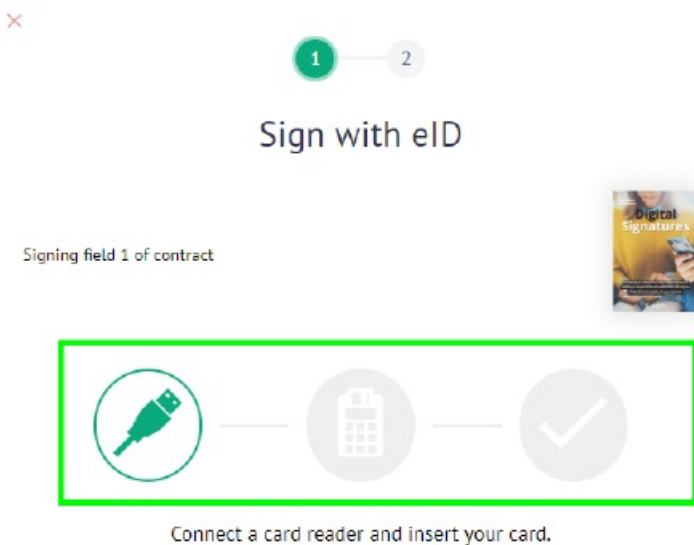 1
2
Sign with eID
Digital
Signatures
Signing field 1 of contract
Connect a card reader and insert your card.